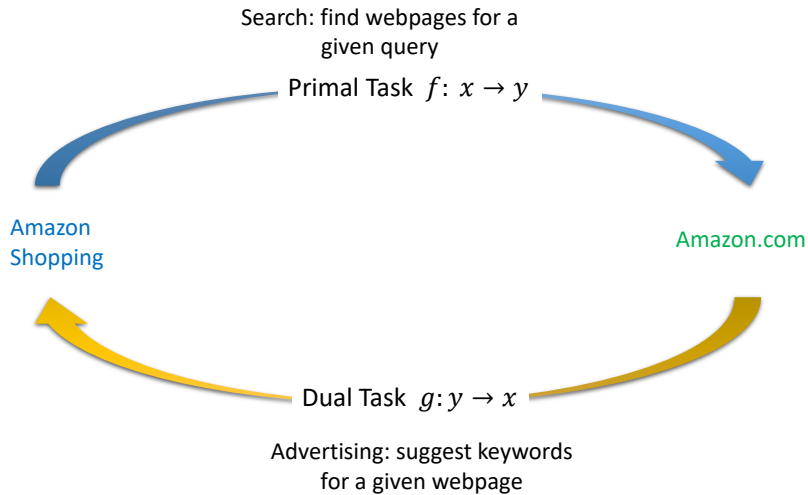 Search: find webpages for a
given query
Primal Task f: x → y
Amazon
Shopping
Amazon.com
Dual Task g: y → x
Advertising: suggest keywords
for a given webpage